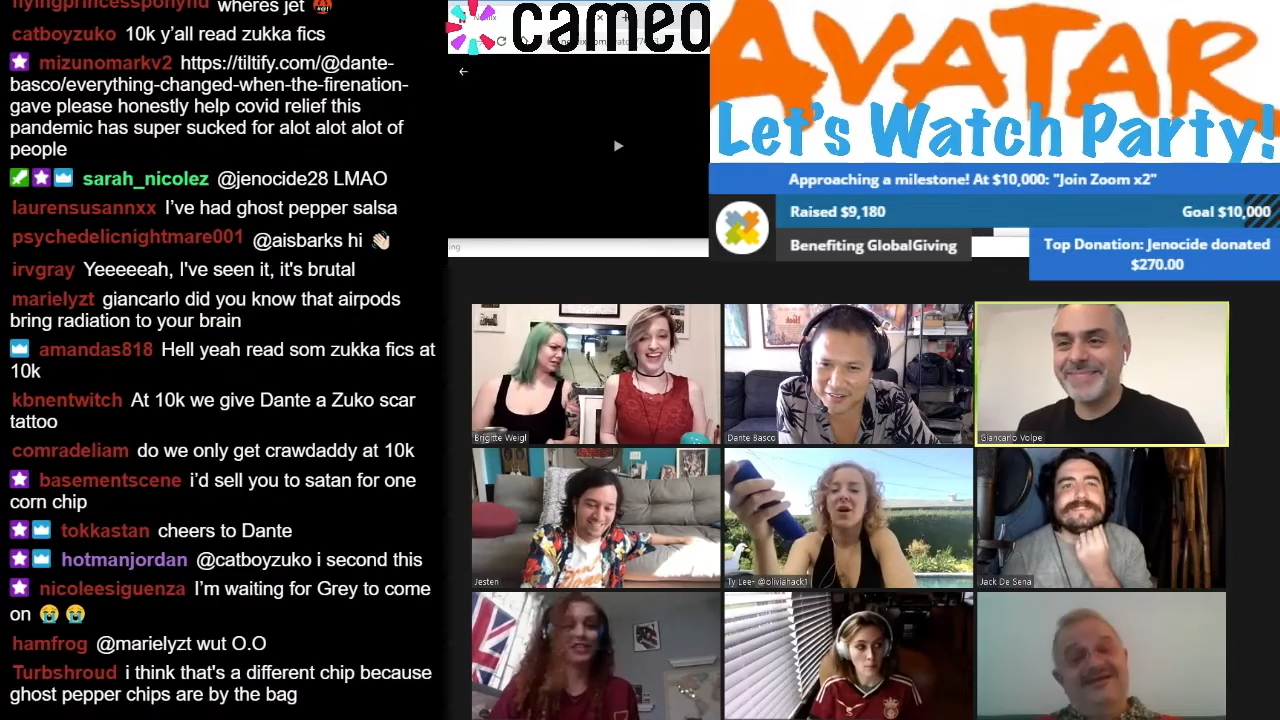 wheres jet
catboyzuko 10k y'all read zukka fics
mizunomarkv2 https://tiltify.com/@dante-
basco/everything-changed-when-the-firenation-
gave please honestly help covid relief this
pandemic has super sucked for alot alot alot of
people
sarah_nicolez @jenocide28 LMAO
laurensusannxx I've had ghost pepper salsa
psychedelicnightmare001 @aisbarks hi
irvgray Yeeeeeah, I've seen it, it's brutal
marielyzt giancarlo did you know that airpods
bring radiation to your brain
amandas818 Hell yeah read som zukka fics at
10k
kbnentwitch At 10k we give Dante a Zuko scar
tattoo
comradeliam do we only get crawdaddy at 10k
basementscene i'd sell you to satan for one
corn chip
tokkastan cheers to Dante
hotmanjordan @catboyzuko i second this
nicoleesiguenza I'm waiting for Grey to come
on
hamfrog @marielyzt wut O.O
Turbshroud i think that's a different chip because
ghost pepper chips are by the bag
cameo
AVATAR
Let's Watch Party!
Approaching a milestone! At $10,000: "Join Zoom x2"
Raised $9,180
Goal $10,000
Benefiting GlobalGiving
Top Donation: Jenocide donated
$270.00
Brigitte Weigl
Dante Basco
Giancarlo Volpe
Jesten
Ty Lee- @oliviahack1
Jack De Sena